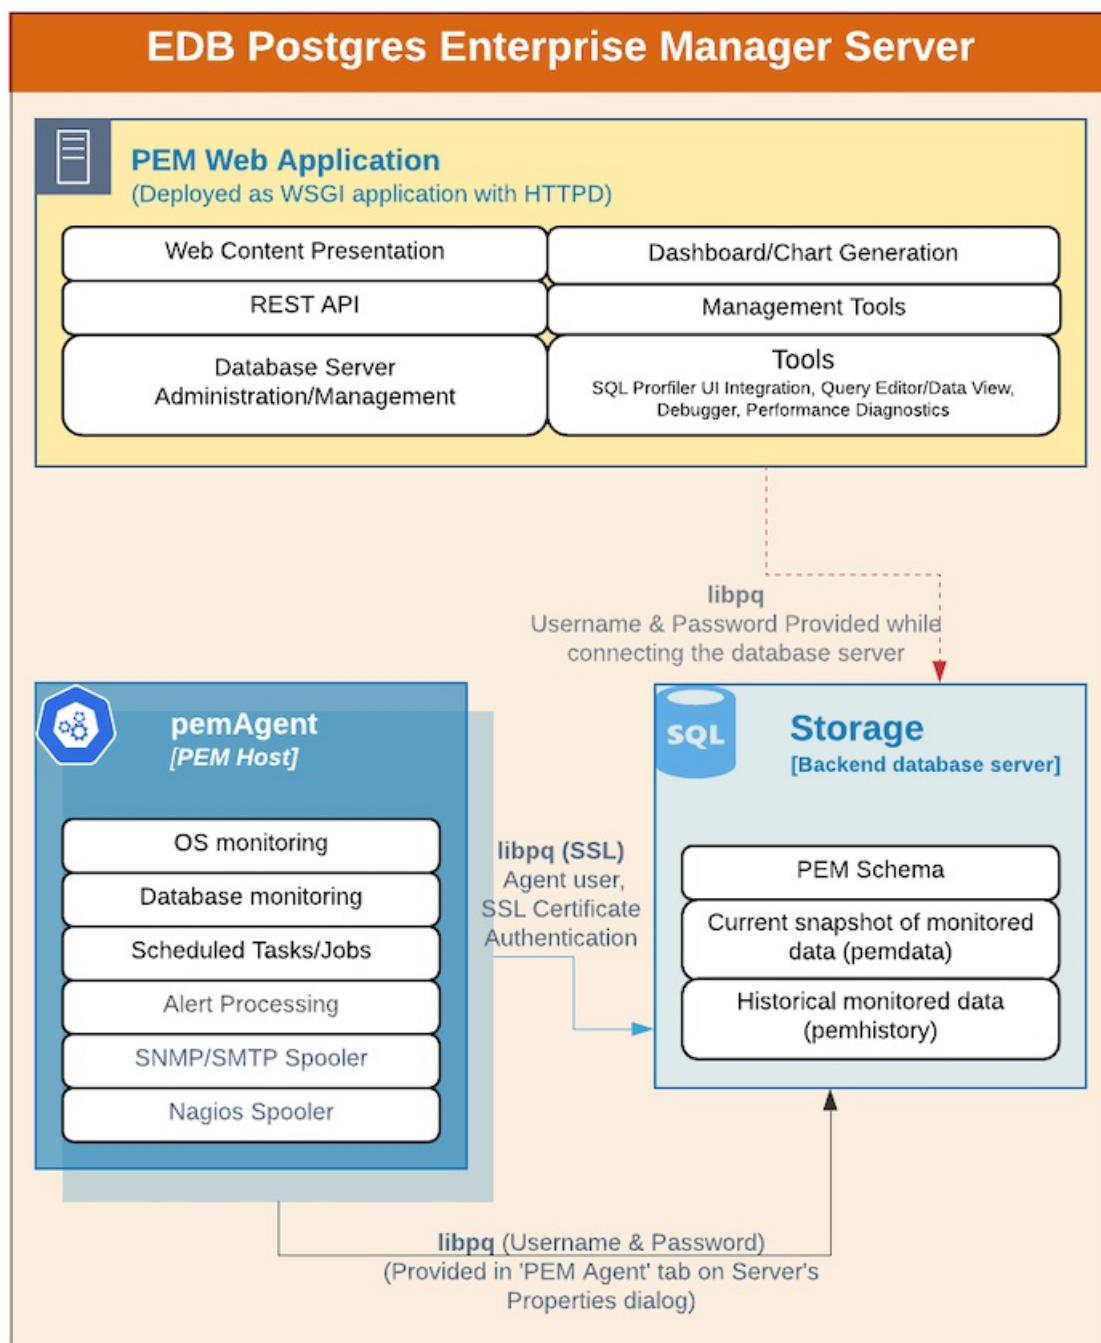 EDB Postgres Enterprise Manager Server
PEM Web Application
(Deployed as WSGI application with HTTPD)
Web Content Presentation
Dashboard/Chart Generation
REST API
Management Tools
Database Server
Administration/Management
Tools
SQL Prorfiler UI Integration, Query Editor/Data View,
Debugger, Performance Diagnostics
libpq
Username & Password Provided while
connecting the database server
pemAgent
[PEM Host]
OS monitoring
Database monitoring
Scheduled Tasks/Jobs
Alert Processing
SNMP/SMTP Spooler
Nagios Spooler
libpq (SSL)
Agent user,
SSL Certificate
Authentication
SQL
Storage
[Backend database server]
PEM Schema
Current snapshot of monitored
data (pemdata)
Historical monitored data
(pemhistory)
libpq (Username & Password)
(Provided in 'PEM Agent' tab on Server's
Properties dialog)